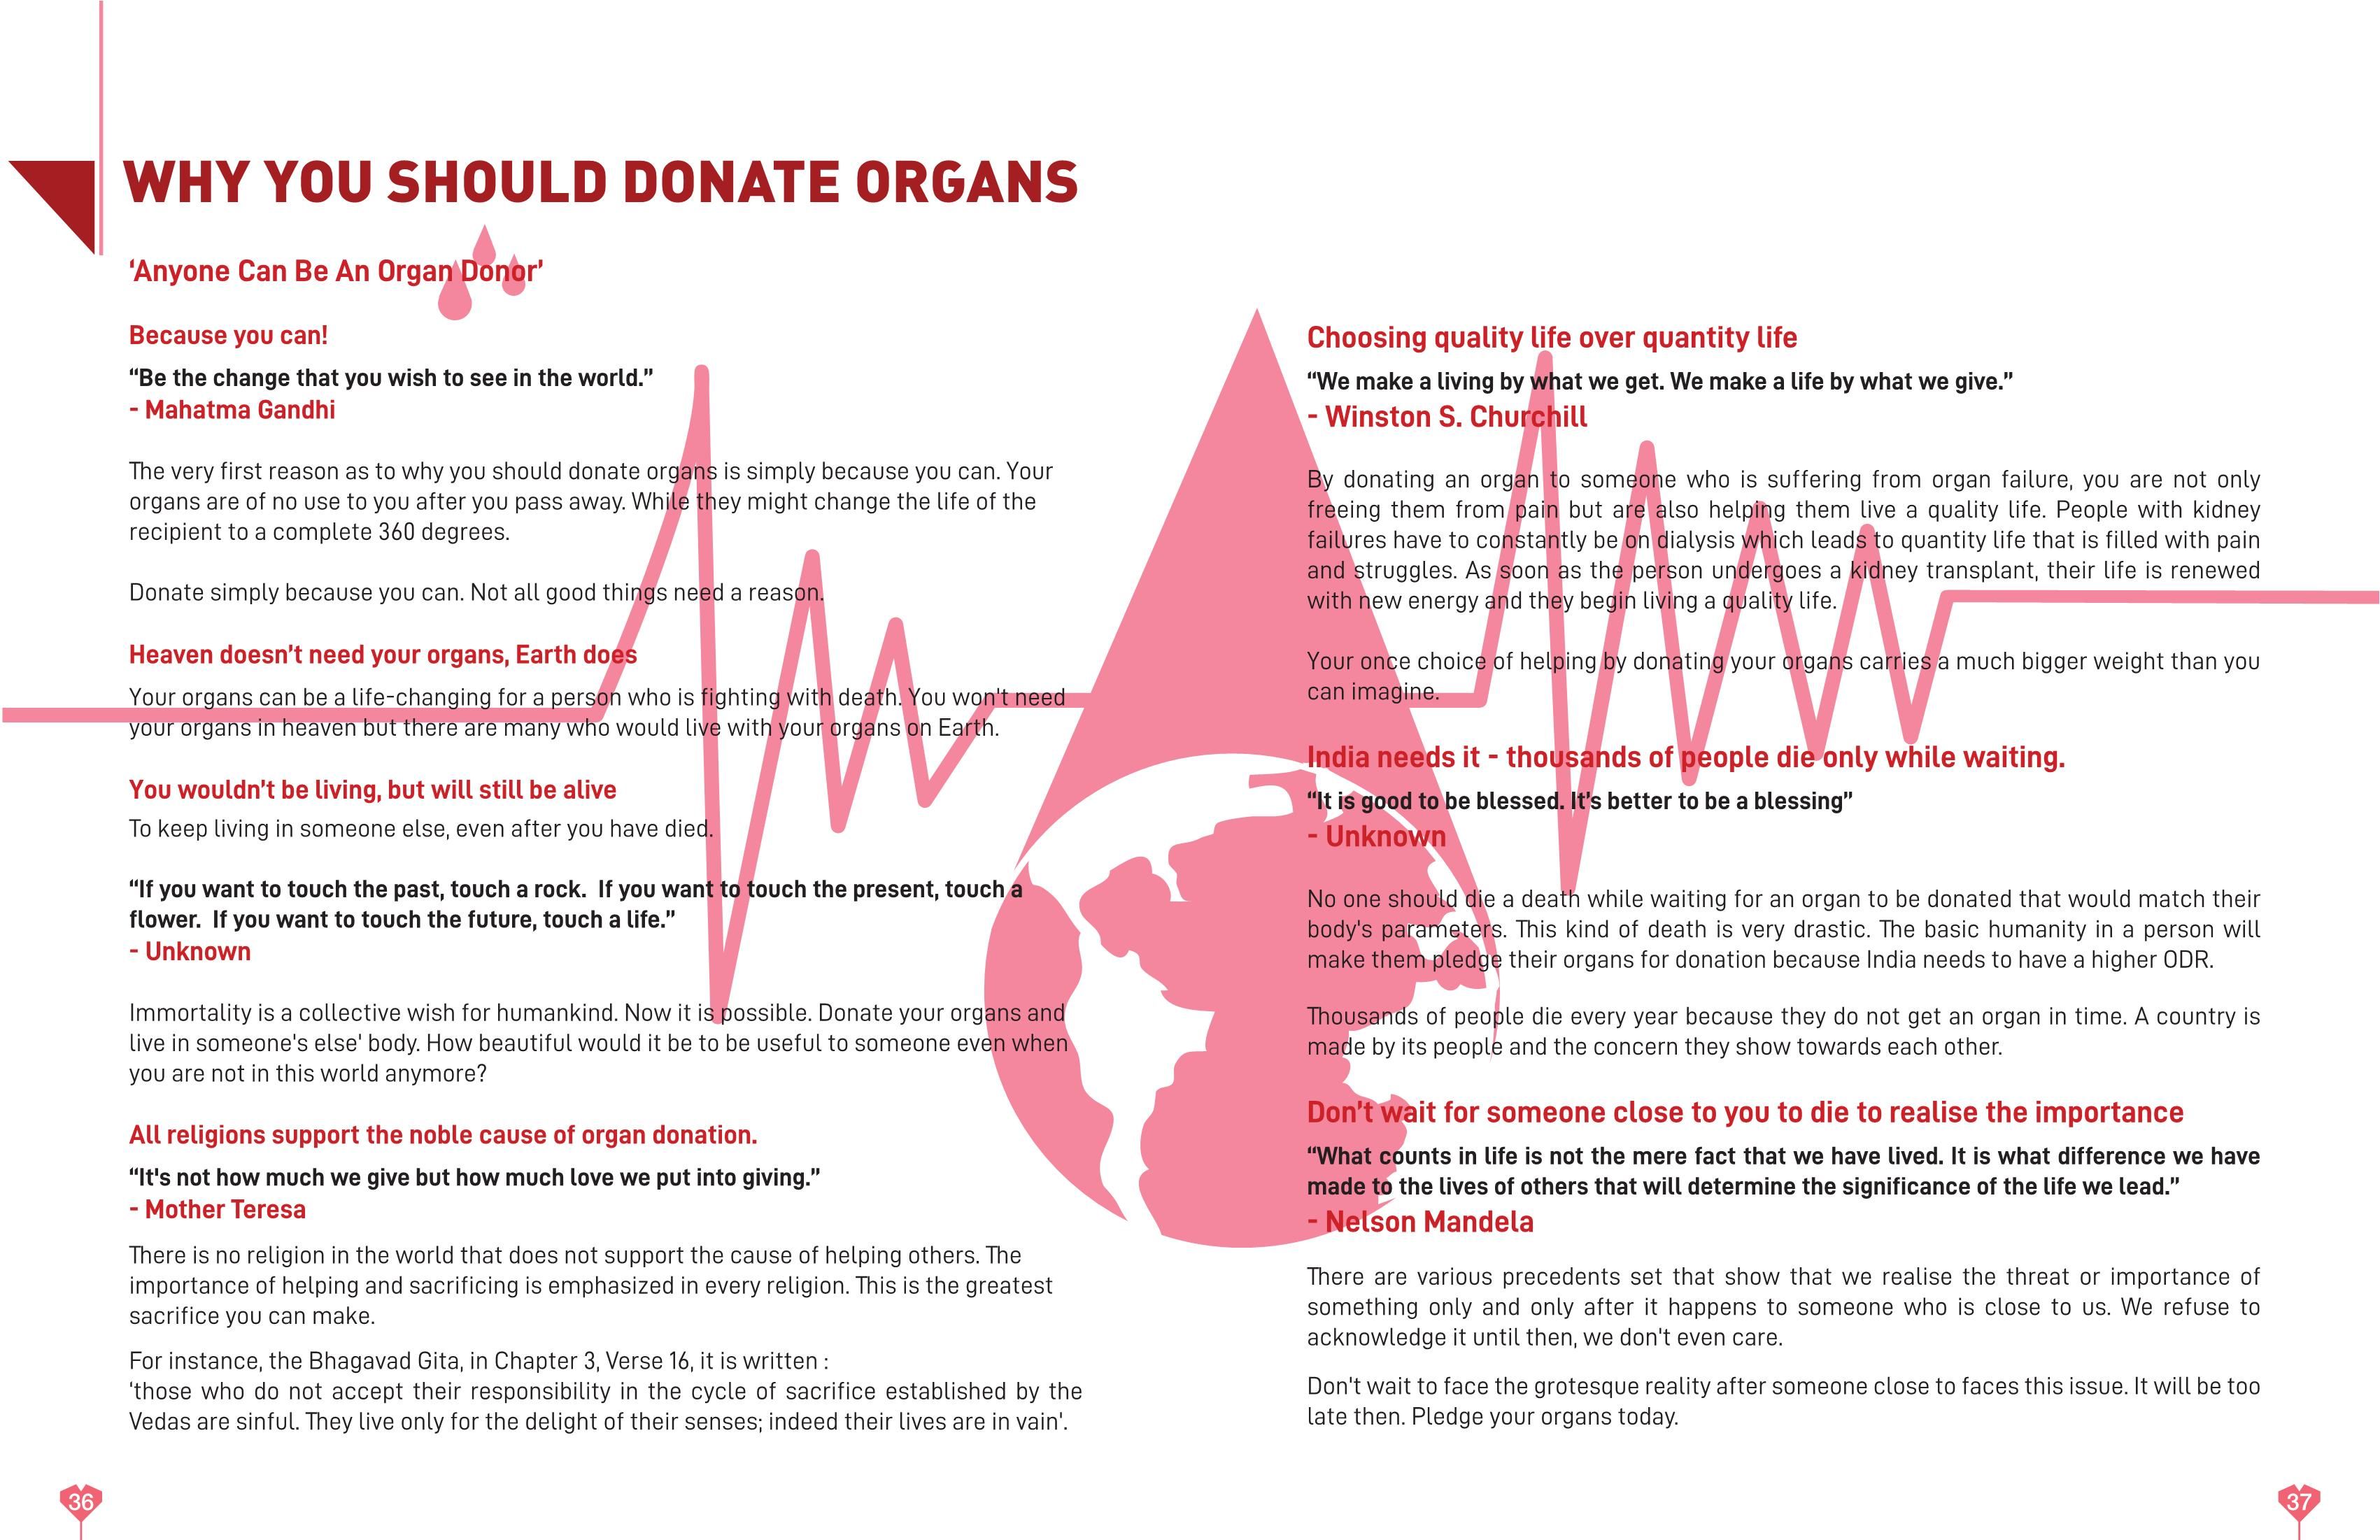 WHY YOU SHOULD DONATE ORGANS
‘Anyone Can Be An Organ Donor’
Because you can!
“Be the change that you wish to see in the world.”
- Mahatma Gandhi
The very first reason as to why you should donate organs is simply because you can. Your
organs are of no use to you after you pass away. While they might change the life of the
recipient to a complete 360 degrees.
Donate simply because you can. Not all good things need a reason.
Heaven doesn’t need your organs, Earth does
Your organs can be a life-changing for a person who is fighting with death. You won't need
your organs in heaven but there are many who would live with your organs on Earth.
You wouldn’t be living, but will still be alive
To keep living in someone else, even after you have died.
“If you want to touch the past, touch a rock.  If you want to touch the present, touch a
flower.  If you want to touch the future, touch a life.”
- Unknown
Immortality is a collective wish for humankind. Now it is possible. Donate your organs and
live in someone's else' body. How beautiful would it be to be useful to someone even when
you are not in this world anymore?
All religions support the noble cause of organ donation.
“It's not how much we give but how much love we put into giving.”
- Mother Teresa
There is no religion in the world that does not support the cause of helping others. The
importance of helping and sacrificing is emphasized in every religion. This is the greatest
sacrifice you can make.
For instance, the Bhagavad Gita, in Chapter 3, Verse 16, it is written :
‘those who do not accept their responsibility in the cycle of sacrifice established by the
Vedas are sinful. They live only for the delight of their senses; indeed their lives are in vain'.
36
Choosing quality life over quantity life
“We make a living by what we get. We make a life by what we give.”
- Winston S. Churchill
By donating an organ to someone who is suffering from organ failure, you are not only
freeing them from pain but are also helping them live a quality life. People with kidney
failures have to constantly be on dialysis which leads to quantity life that is filled with pain
and struggles. As soon as the person undergoes a kidney transplant, their life is renewed
with new energy and they begin living a quality life.
Your once choice of helping by donating your organs carries a much bigger weight than you
can imagine.
India needs it - thousands of people die only while waiting.
“It is good to be blessed. It’s better to be a blessing”
- Unknown
No one should die a death while waiting for an organ to be donated that would match their
body's parameters. This kind of death is very drastic. The basic humanity in a person will
make them pledge their organs for donation because India needs to have a higher ODR.
Thousands of people die every year because they do not get an organ in time. A country is
made by its people and the concern they show towards each other.
Don’t wait for someone close to you to die to realise the importance
“What counts in life is not the mere fact that we have lived. It is what difference we have
made to the lives of others that will determine the significance of the life we lead.”
- Nelson Mandela
There are various precedents set that show that we realise the threat or importance of
something only and only after it happens to someone who is close to us. We refuse to
acknowledge it until then, we don't even care.
Don't wait to face the grotesque reality after someone close to faces this issue. It will be too
late then. Pledge your organs today.
37